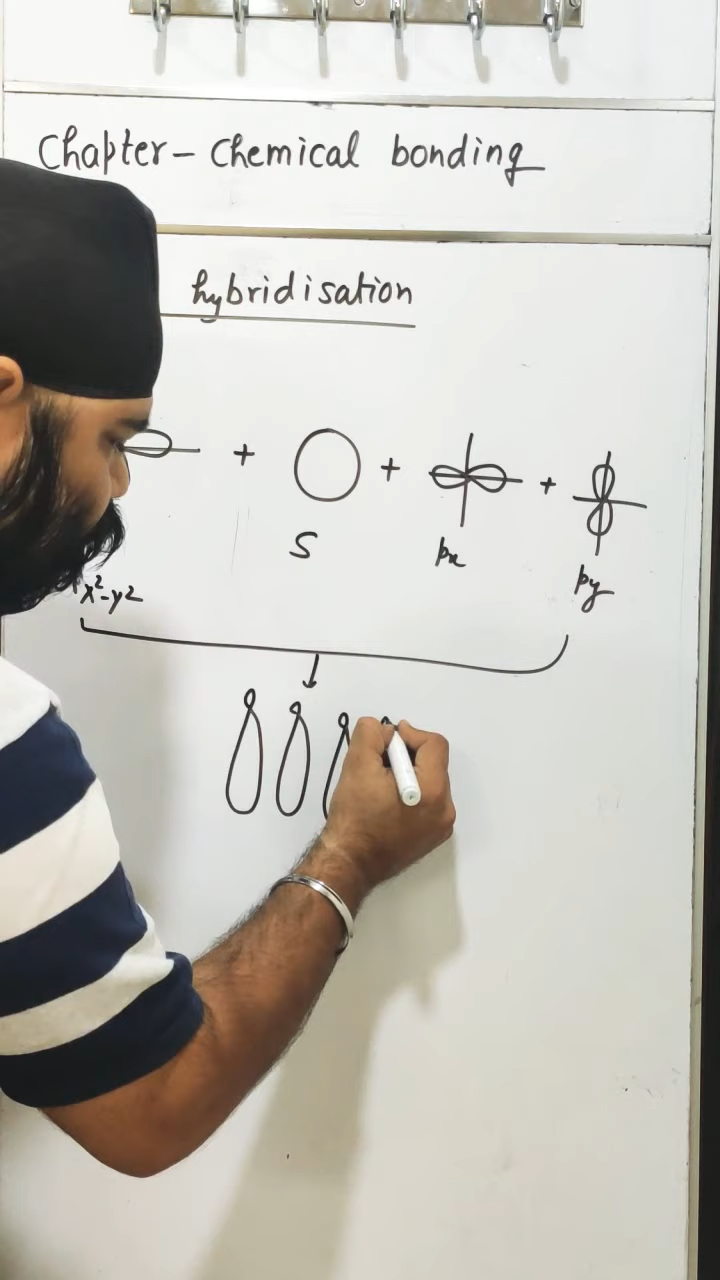 Chapter - Chemical bonding
hybridisation
+ + +
S px
x²-y² py